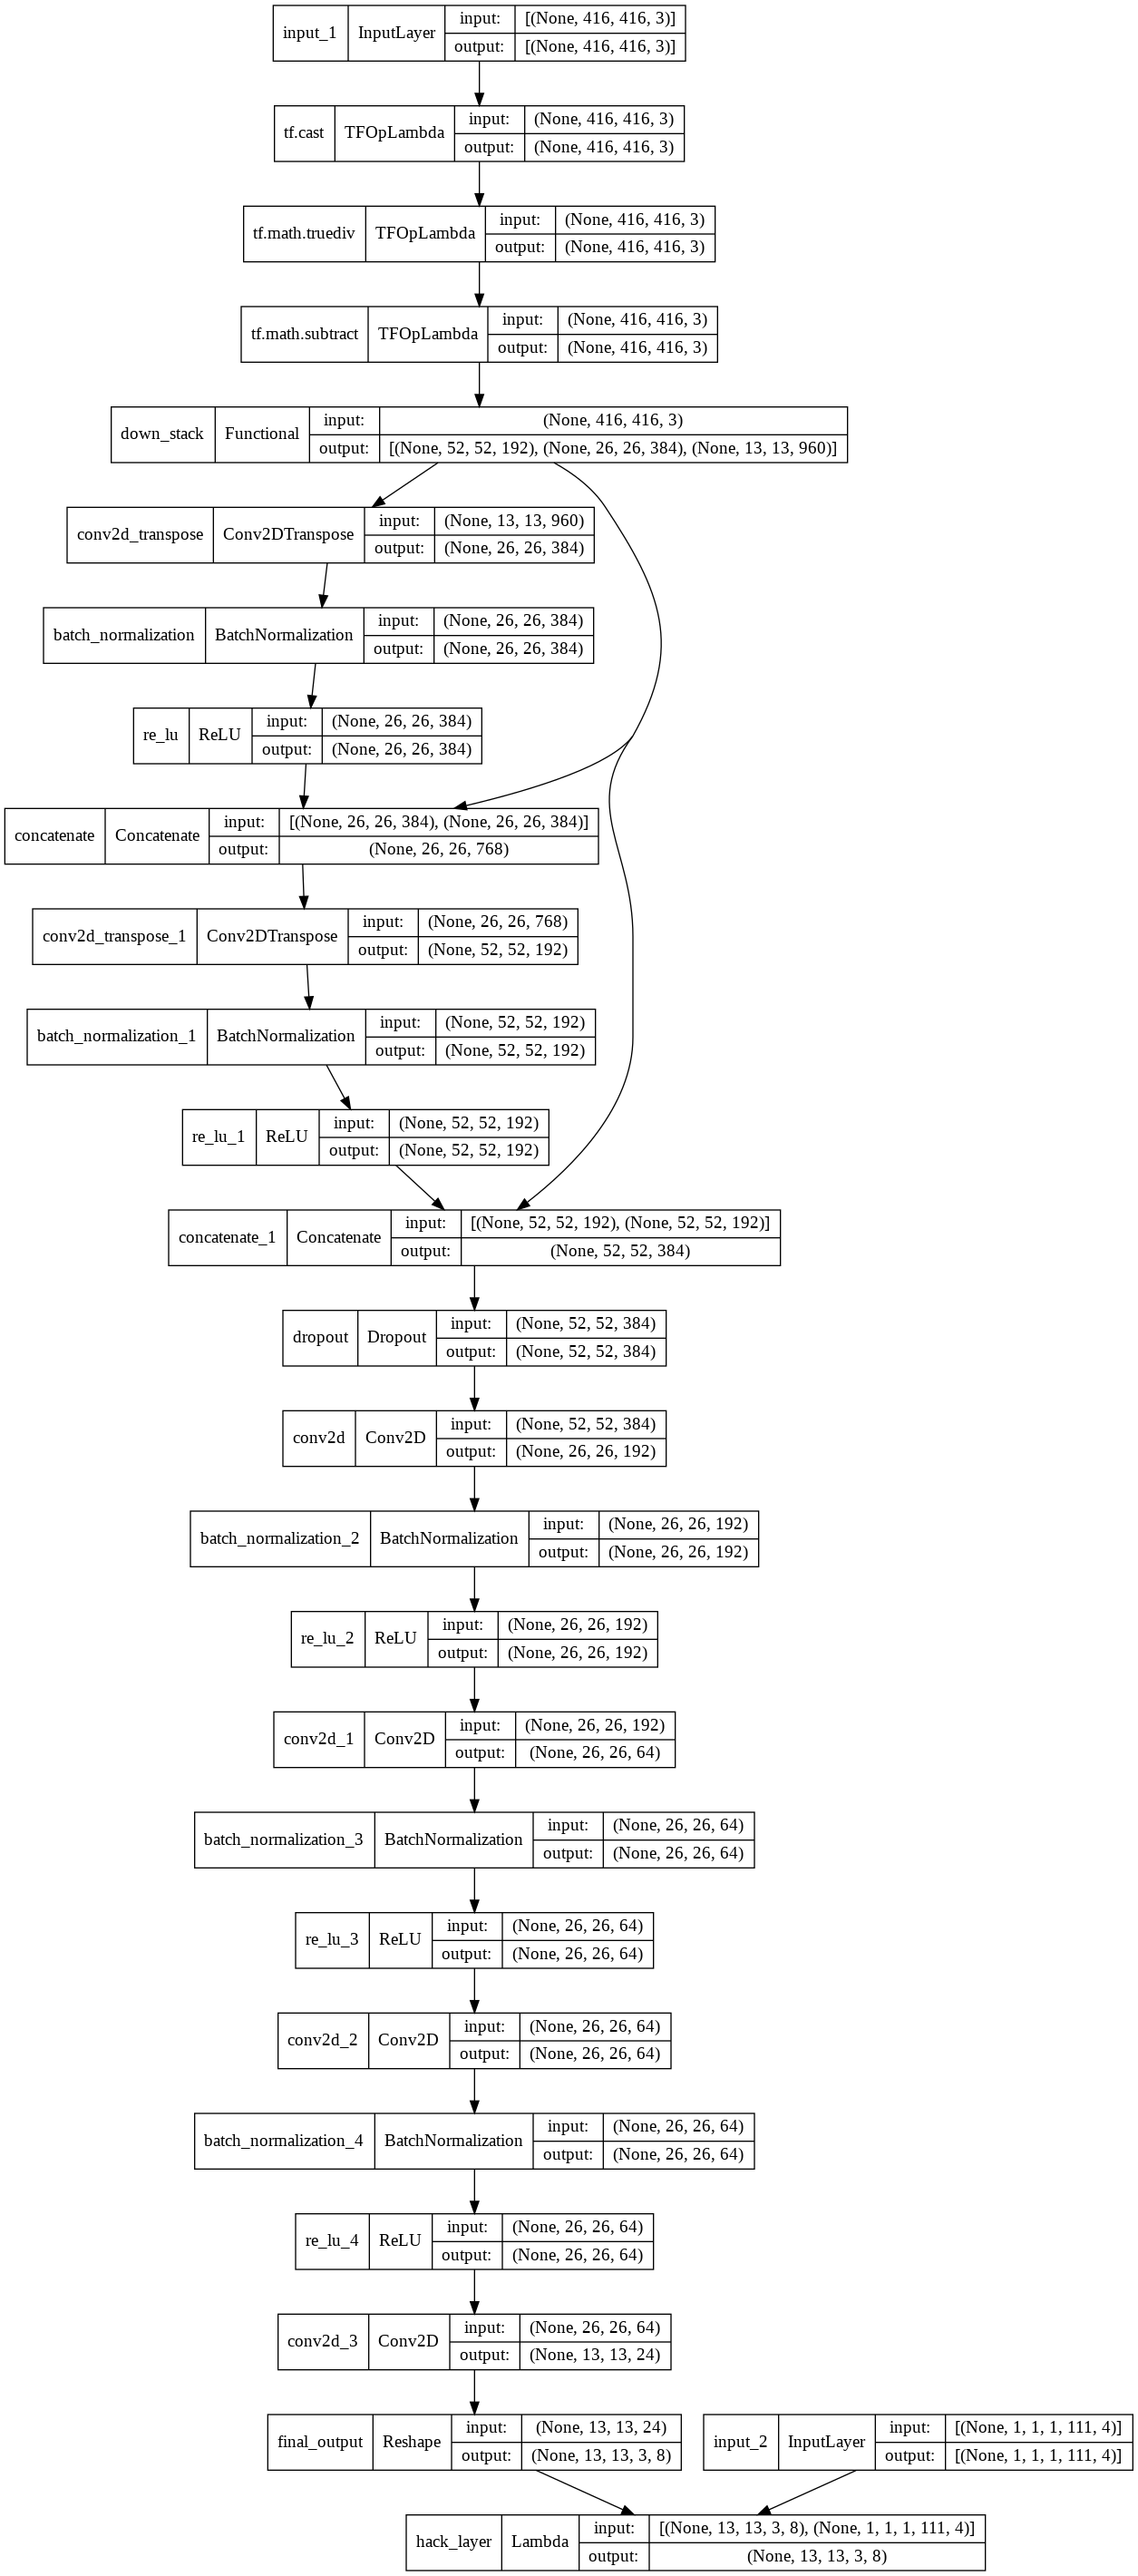 input_1 InputLayer input: [(None, 416, 416, 3)]
output: [(None, 416, 416, 3)]
tf.cast TFOpLambda input: (None, 416, 416, 3)
output: (None, 416, 416, 3)
tf.math.truediv TFOpLambda input: (None, 416, 416, 3)
output: (None, 416, 416, 3)
tf.math.subtract TFOpLambda input: (None, 416, 416, 3)
output: (None, 416, 416, 3)
down_stack Functional input: (None, 416, 416, 3)
output: [(None, 52, 52, 192), (None, 26, 26, 384), (None, 13, 13, 960)]
conv2d_transpose Conv2DTranspose input: (None, 13, 13, 960)
output: (None, 26, 26, 384)
batch_normalization BatchNormalization input: (None, 26, 26, 384)
output: (None, 26, 26, 384)
re_lu ReLU input: (None, 26, 26, 384)
output: (None, 26, 26, 384)
concatenate Concatenate input: [(None, 26, 26, 384), (None, 26, 26, 384)]
output: (None, 26, 26, 768)
conv2d_transpose_1 Conv2DTranspose input: (None, 26, 26, 768)
output: (None, 52, 52, 192)
batch_normalization_1 BatchNormalization input: (None, 52, 52, 192)
output: (None, 52, 52, 192)
re_lu_1 ReLU input: (None, 52, 52, 192)
output: (None, 52, 52, 192)
concatenate_1 Concatenate input: [(None, 52, 52, 192), (None, 52, 52, 192)]
output: (None, 52, 52, 384)
dropout Dropout input: (None, 52, 52, 384)
output: (None, 52, 52, 384)
conv2d Conv2D input: (None, 52, 52, 384)
output: (None, 26, 26, 192)
batch_normalization_2 BatchNormalization input: (None, 26, 26, 192)
output: (None, 26, 26, 192)
re_lu_2 ReLU input: (None, 26, 26, 192)
output: (None, 26, 26, 192)
conv2d_1 Conv2D input: (None, 26, 26, 192)
output: (None, 26, 26, 64)
batch_normalization_3 BatchNormalization input: (None, 26, 26, 64)
output: (None, 26, 26, 64)
re_lu_3 ReLU input: (None, 26, 26, 64)
output: (None, 26, 26, 64)
conv2d_2 Conv2D input: (None, 26, 26, 64)
output: (None, 26, 26, 64)
batch_normalization_4 BatchNormalization input: (None, 26, 26, 64)
output: (None, 26, 26, 64)
re_lu_4 ReLU input: (None, 26, 26, 64)
output: (None, 26, 26, 64)
conv2d_3 Conv2D input: (None, 26, 26, 64)
output: (None, 13, 13, 24)
final_output Reshape input: (None, 13, 13, 24)
output: (None, 13, 13, 3, 8)
input_2 InputLayer input: [(None, 1, 1, 1, 111, 4)]
output: [(None, 1, 1, 1, 111, 4)]
hack_layer Lambda input: [(None, 13, 13, 3, 8), (None, 1, 1, 1, 111, 4)]
output: (None, 13, 13, 3, 8)